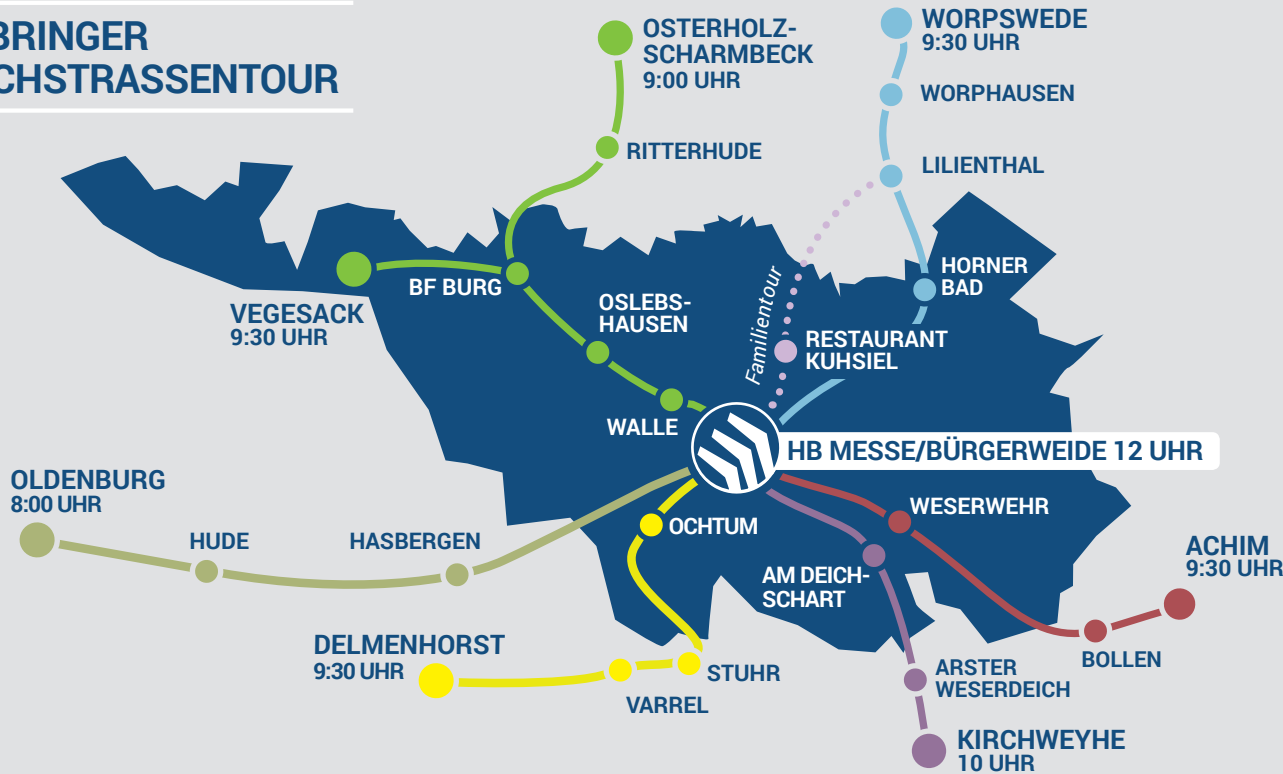 BRINGER
CHSTRASSENTOUR
OSTERHOLZ-
SCHARMBECK
9:00 UHR
WORPSWEDE
9:30 UHR
WORPHAUSEN
RITTERHUDE
LILIENTHAL
HORNER
BAD
BF BURG
VEGESACK
9:30 UHR
OSLEBS-
HAUSEN
Familientour
RESTAURANT
KUHSIEL
WALLE
HB MESSE/BÜRGERWEIDE 12 UHR
OLDENBURG
8:00 UHR
HUDE
HASBERGEN
OCHTUM
WESERWEHR
AM DEICH-
SCHART
ACHIM
9:30 UHR
DELMENHORST
9:30 UHR
VARREL
STUHR
BOLLEN
ARSTER
WESERDEICH
KIRCHWEYHE
10 UHR